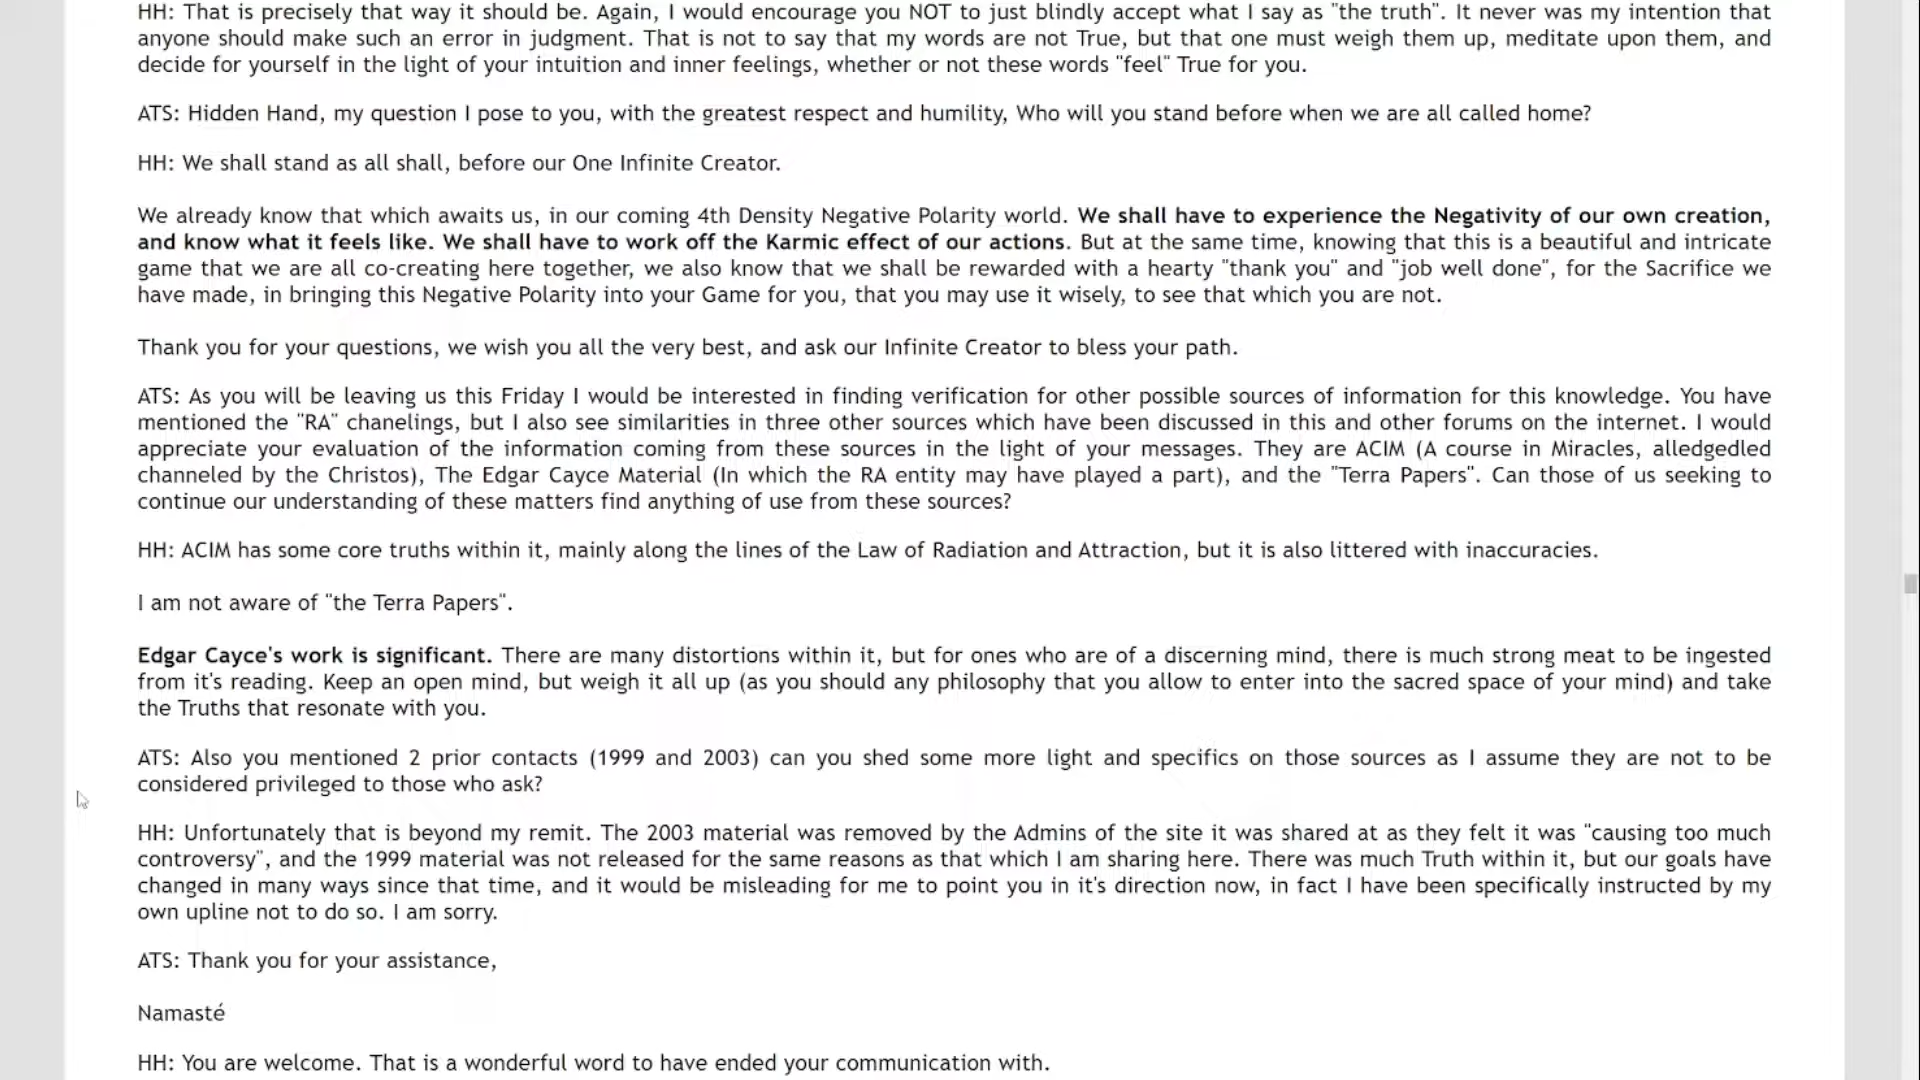 HH: That is precisely that way it should be. Again, I would encourage you NOT to just blindly accept what I say as "the truth". It never was my intention that
anyone should make such an error in judgment. That is not to say that my words are not True, but that one must weigh them up, meditate upon them, and
decide for yourself in the light of your intuition and inner feelings, whether or not these words "feel" True for you.
ATS: Hidden Hand, my question I pose to you, with the greatest respect and humility, Who will you stand before when we are all called home?
HH: We shall stand as all shall, before our One Infinite Creator.
We already know that which awaits us, in our coming 4th Density Negative Polarity world. We shall have to experience the Negativity of our own creation,
and know what it feels like. We shall have to work off the Karmic effect of our actions. But at the same time, knowing that this is a beautiful and intricate
game that we are all co-creating here together, we also know that we shall be rewarded with a hearty "thank you" and "job well done", for the Sacrifice we
have made, in bringing this Negative Polarity into your Game for you, that you may use it wisely, to see that which you are not.
Thank you for your questions, we wish you all the very best, and ask our Infinite Creator to bless your path.
ATS: As you will be leaving us this Friday I would be interested in finding verification for other possible sources of information for this knowledge. You have
mentioned the "RA" chanelings, but I also see similarities in three other sources which have been discussed in this and other forums on the internet. I would
appreciate your evaluation of the information coming from these sources in the light of your messages. They are ACIM (A course in Miracles, alledgedled
channeled by the Christos), The Edgar Cayce Material (In which the RA entity may have played a part), and the "Terra Papers". Can those of us seeking to
continue our understanding of these matters find anything of use from these sources?
HH: ACIM has some core truths within it, mainly along the lines of the Law of Radiation and Attraction, but it is also littered with inaccuracies.
I am not aware of "the Terra Papers".
Edgar Cayce's work is significant. There are many distortions within it, but for ones who are of a discerning mind, there is much strong meat to be ingested
from it's reading. Keep an open mind, but weigh it all up (as you should any philosophy that you allow to enter into the sacred space of your mind) and take
the Truths that resonate with you.
ATS: Also you mentioned 2 prior contacts (1999 and 2003) can you shed some more light and specifics on those sources as I assume they are not to be
considered privileged to those who ask?
HH: Unfortunately that is beyond my remit. The 2003 material was removed by the Admins of the site it was shared at as they felt it was "causing too much
controversy", and the 1999 material was not released for the same reasons as that which I am sharing here. There was much Truth within it, but our goals have
changed in many ways since that time, and it would be misleading for me to point you in it's direction now, in fact I have been specifically instructed by my
own upline not to do so. I am sorry.
ATS: Thank you for your assistance,
Namasté
HH: You are welcome. That is a wonderful word to have ended your communication with.